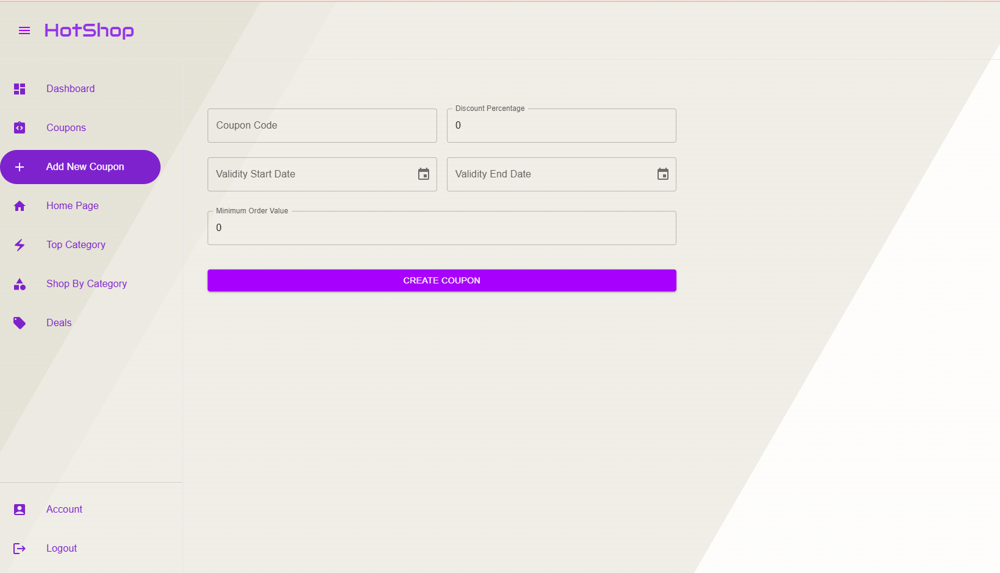 HotShop
Dashboard
Coupons
Add New Coupon
Home Page
Top Category
Shop By Category
Deals
Account
Logout
Coupon Code
Discount Percentage
0
Validity Start Date
Validity End Date
Minimum Order Value
0
CREATE COUPON